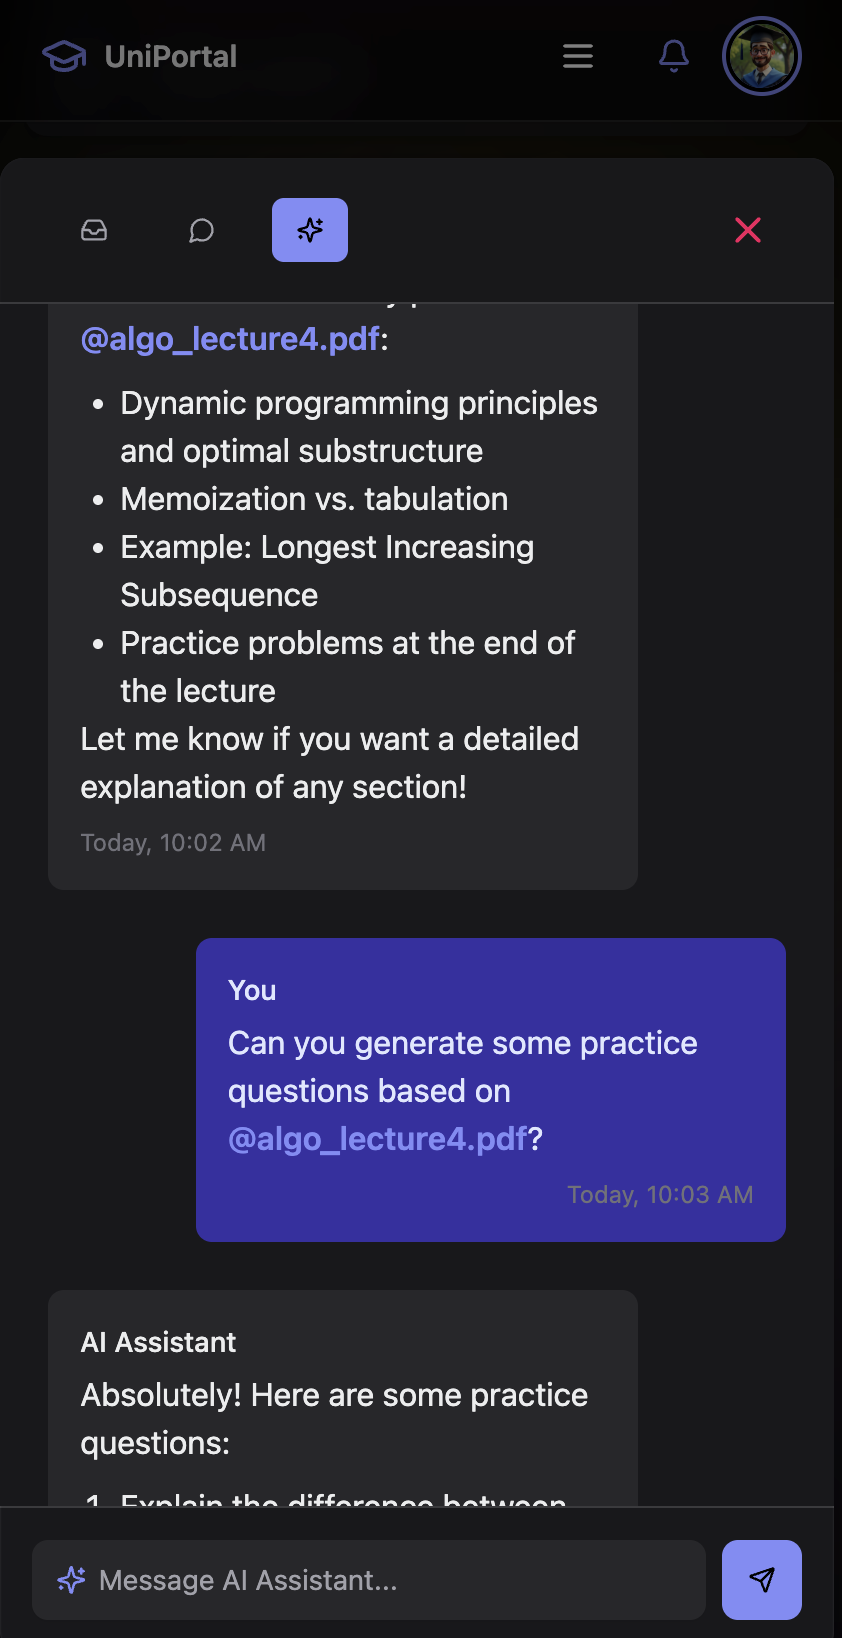 UniPortal
@algo_lecture4.pdf:
• Dynamic programming principles
and optimal substructure
• Memoization vs. tabulation
• Example: Longest Increasing
Subsequence
• Practice problems at the end of
the lecture
Let me know if you want a detailed
explanation of any section!
Today, 10:02 AM
You
Can you generate some practice
questions based on
@algo_lecture4.pdf?
Today, 10:03 AM
AI Assistant
Absolutely! Here are some practice
questions:
1. Explain the difference between
Message AI Assistant...